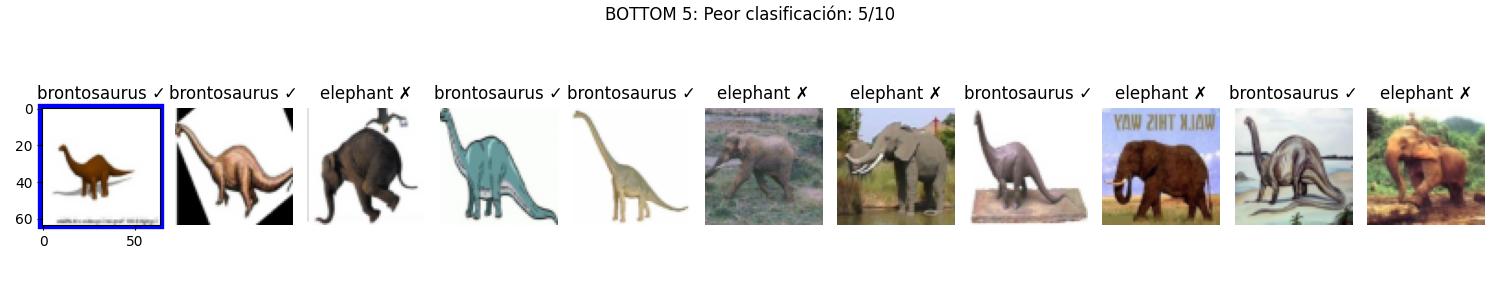 BOTTOM 5: Peor clasificación: 5/10
brontosaurus ✓ brontosaurus ✓ elephant ✗ brontosaurus ✓ brontosaurus ✓ elephant ✗ elephant ✗ brontosaurus ✓ elephant ✗ brontosaurus ✓ elephant ✗
0
20
40
60
0 50
WALK THIS WAY